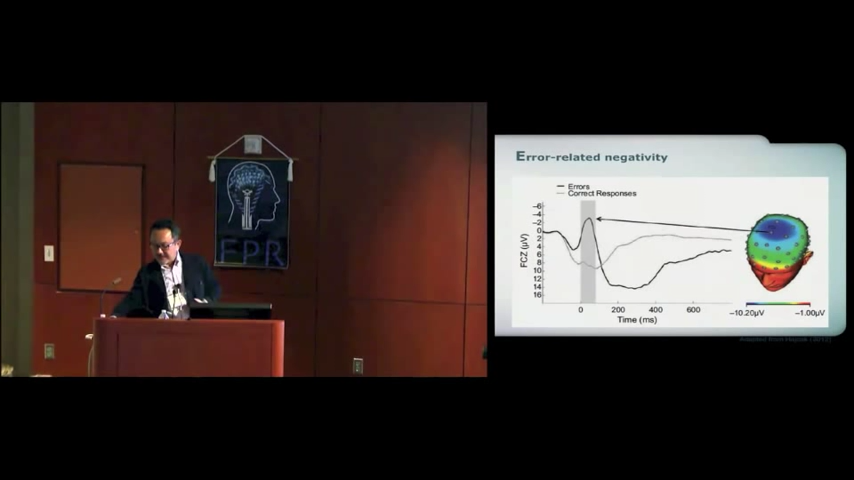 FPR
Error-related negativity
Errors
Correct Responses
-6
-4
-2
0
2
4
6
8
10
12
14
16
FCZ (µV)
0
200
400
600
Time (ms)
-10.20µV
-1.00µV